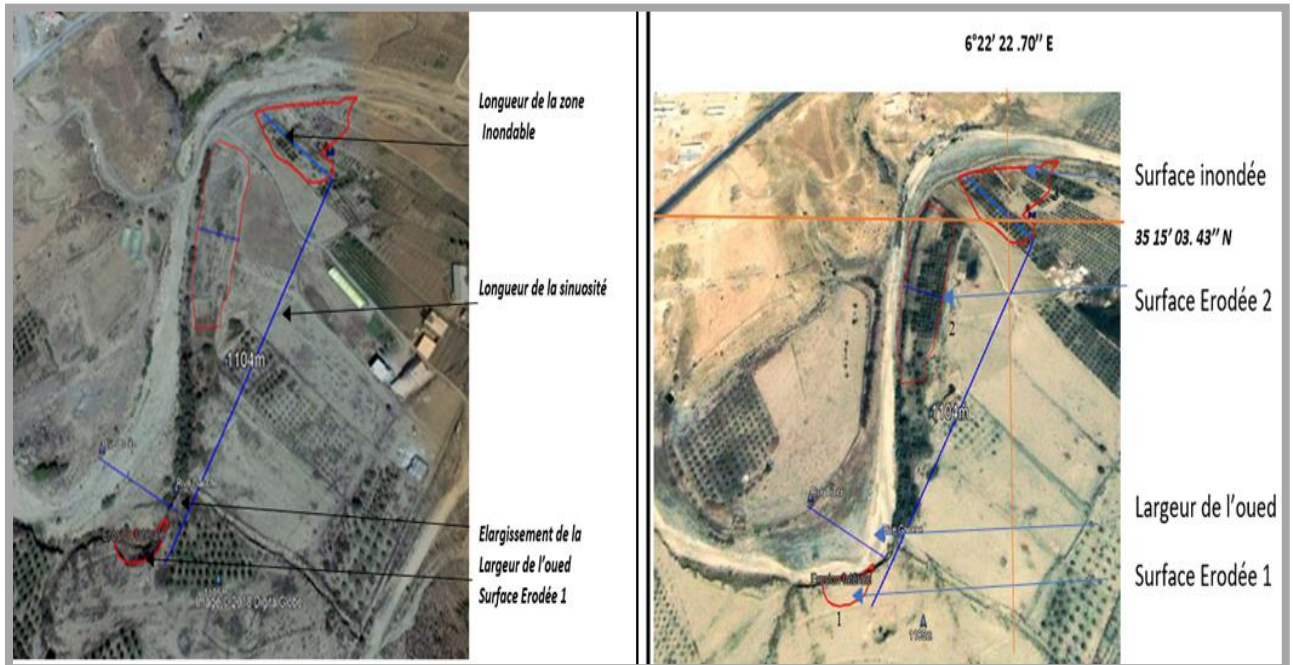 Longueur de la zone
Inondable
Longueur de la sinuosité
1104m
Elargissement de la
Largeur de l'oued
Surface Erodée 1
6°22' 22 .70'' E
Surface inondée
35 15' 03. 43'' N
Surface Erodée 2
2
1104m
Largeur de l'oued
Surface Erodée 1
1